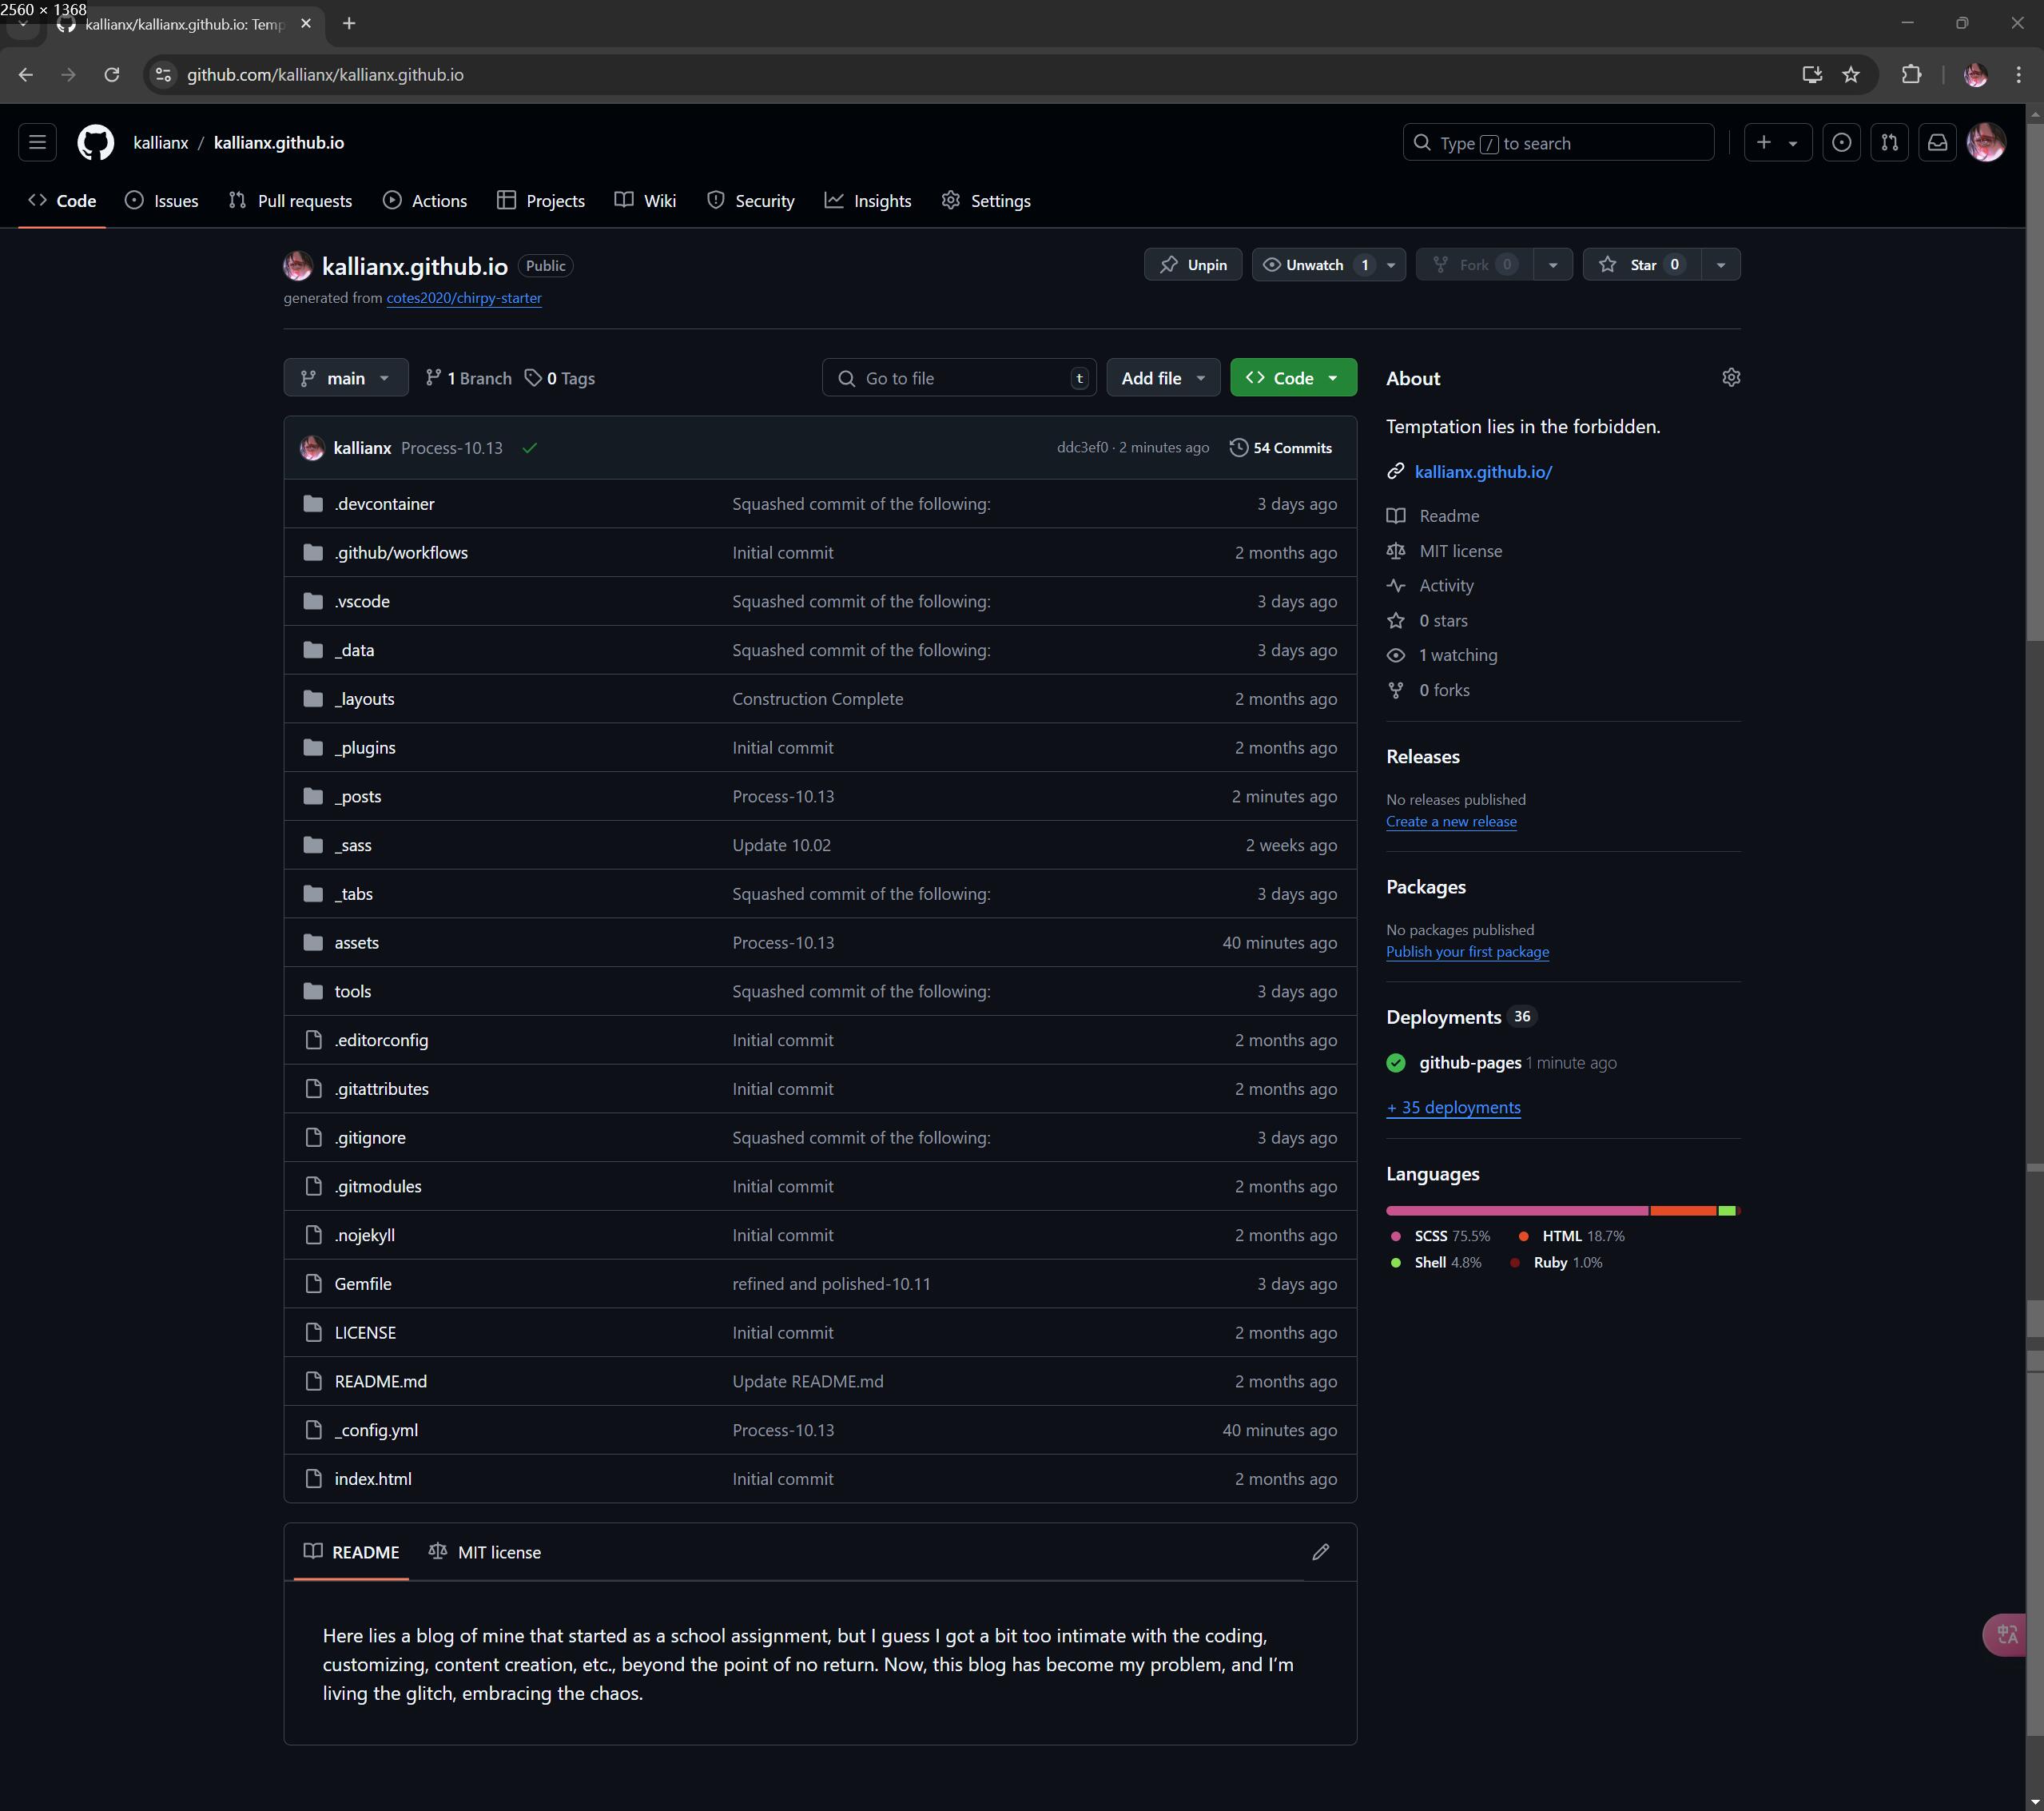 2560 × 1368
kallianx/kallianx.github.io: Temp
github.com/kallianx/kallianx.github.io
kallianx / kallianx.github.io
Type / to search
Code Issues Pull requests Actions Projects Wiki Security Insights Settings
kallianx.github.io Public
Unpin Unwatch 1 Fork 0 Star 0
generated from cotes2020/chirpy-starter
main 1 Branch 0 Tags Go to file t Add file Code
kallianx Process-10.13 ddc3ef0 · 2 minutes ago 54 Commits
.devcontainer Squashed commit of the following: 3 days ago
.github/workflows Initial commit 2 months ago
.vscode Squashed commit of the following: 3 days ago
_data Squashed commit of the following: 3 days ago
_layouts Construction Complete 2 months ago
_plugins Initial commit 2 months ago
_posts Process-10.13 2 minutes ago
_sass Update 10.02 2 weeks ago
_tabs Squashed commit of the following: 3 days ago
assets Process-10.13 40 minutes ago
tools Squashed commit of the following: 3 days ago
.editorconfig Initial commit 2 months ago
.gitattributes Initial commit 2 months ago
.gitignore Squashed commit of the following: 3 days ago
.gitmodules Initial commit 2 months ago
.nojekyll Initial commit 2 months ago
Gemfile refined and polished-10.11 3 days ago
LICENSE Initial commit 2 months ago
README.md Update README.md 2 months ago
_config.yml Process-10.13 40 minutes ago
index.html Initial commit 2 months ago
README MIT license
Here lies a blog of mine that started as a school assignment, but I guess I got a bit too intimate with the coding,
customizing, content creation, etc., beyond the point of no return. Now, this blog has become my problem, and I’m
living the glitch, embracing the chaos.
About
Temptation lies in the forbidden.
kallianx.github.io/
Readme
MIT license
Activity
0 stars
1 watching
0 forks
Releases
No releases published
Create a new release
Packages
No packages published
Publish your first package
Deployments 36
github-pages 1 minute ago
+ 35 deployments
Languages
SCSS 75.5% HTML 18.7%
Shell 4.8% Ruby 1.0%
中A